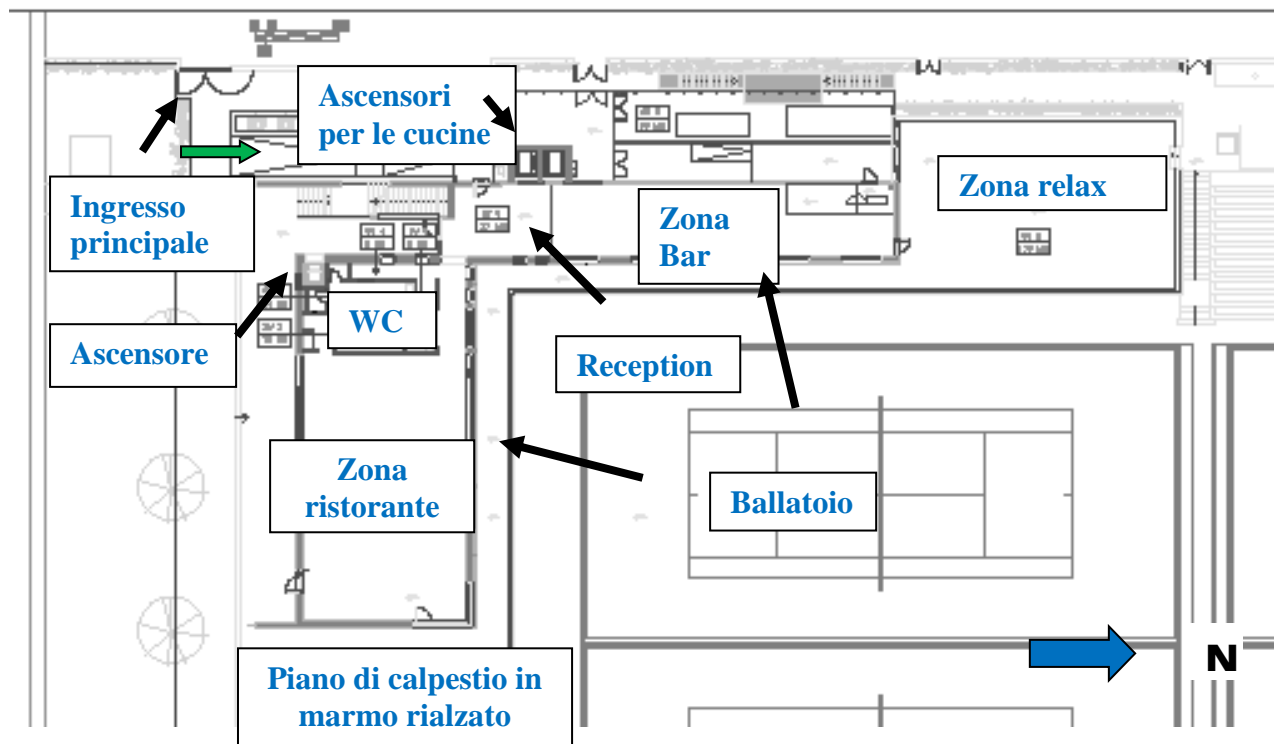 Ascensori
per le cucine
Ingresso
principale
Zona relax
Zona
Bar
Ascensore
WC
Reception
Zona
ristorante
Ballatoio
N
Piano di calpestio in
marmo rialzato